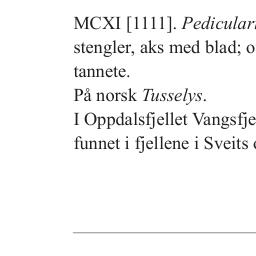 MCXI [1111]. Pedicular
stengler, aks med blad; o
tannete.
På norsk Tusselys.
I Oppdalsfjellet Vangsfje
funnet i fjellene i Sveits